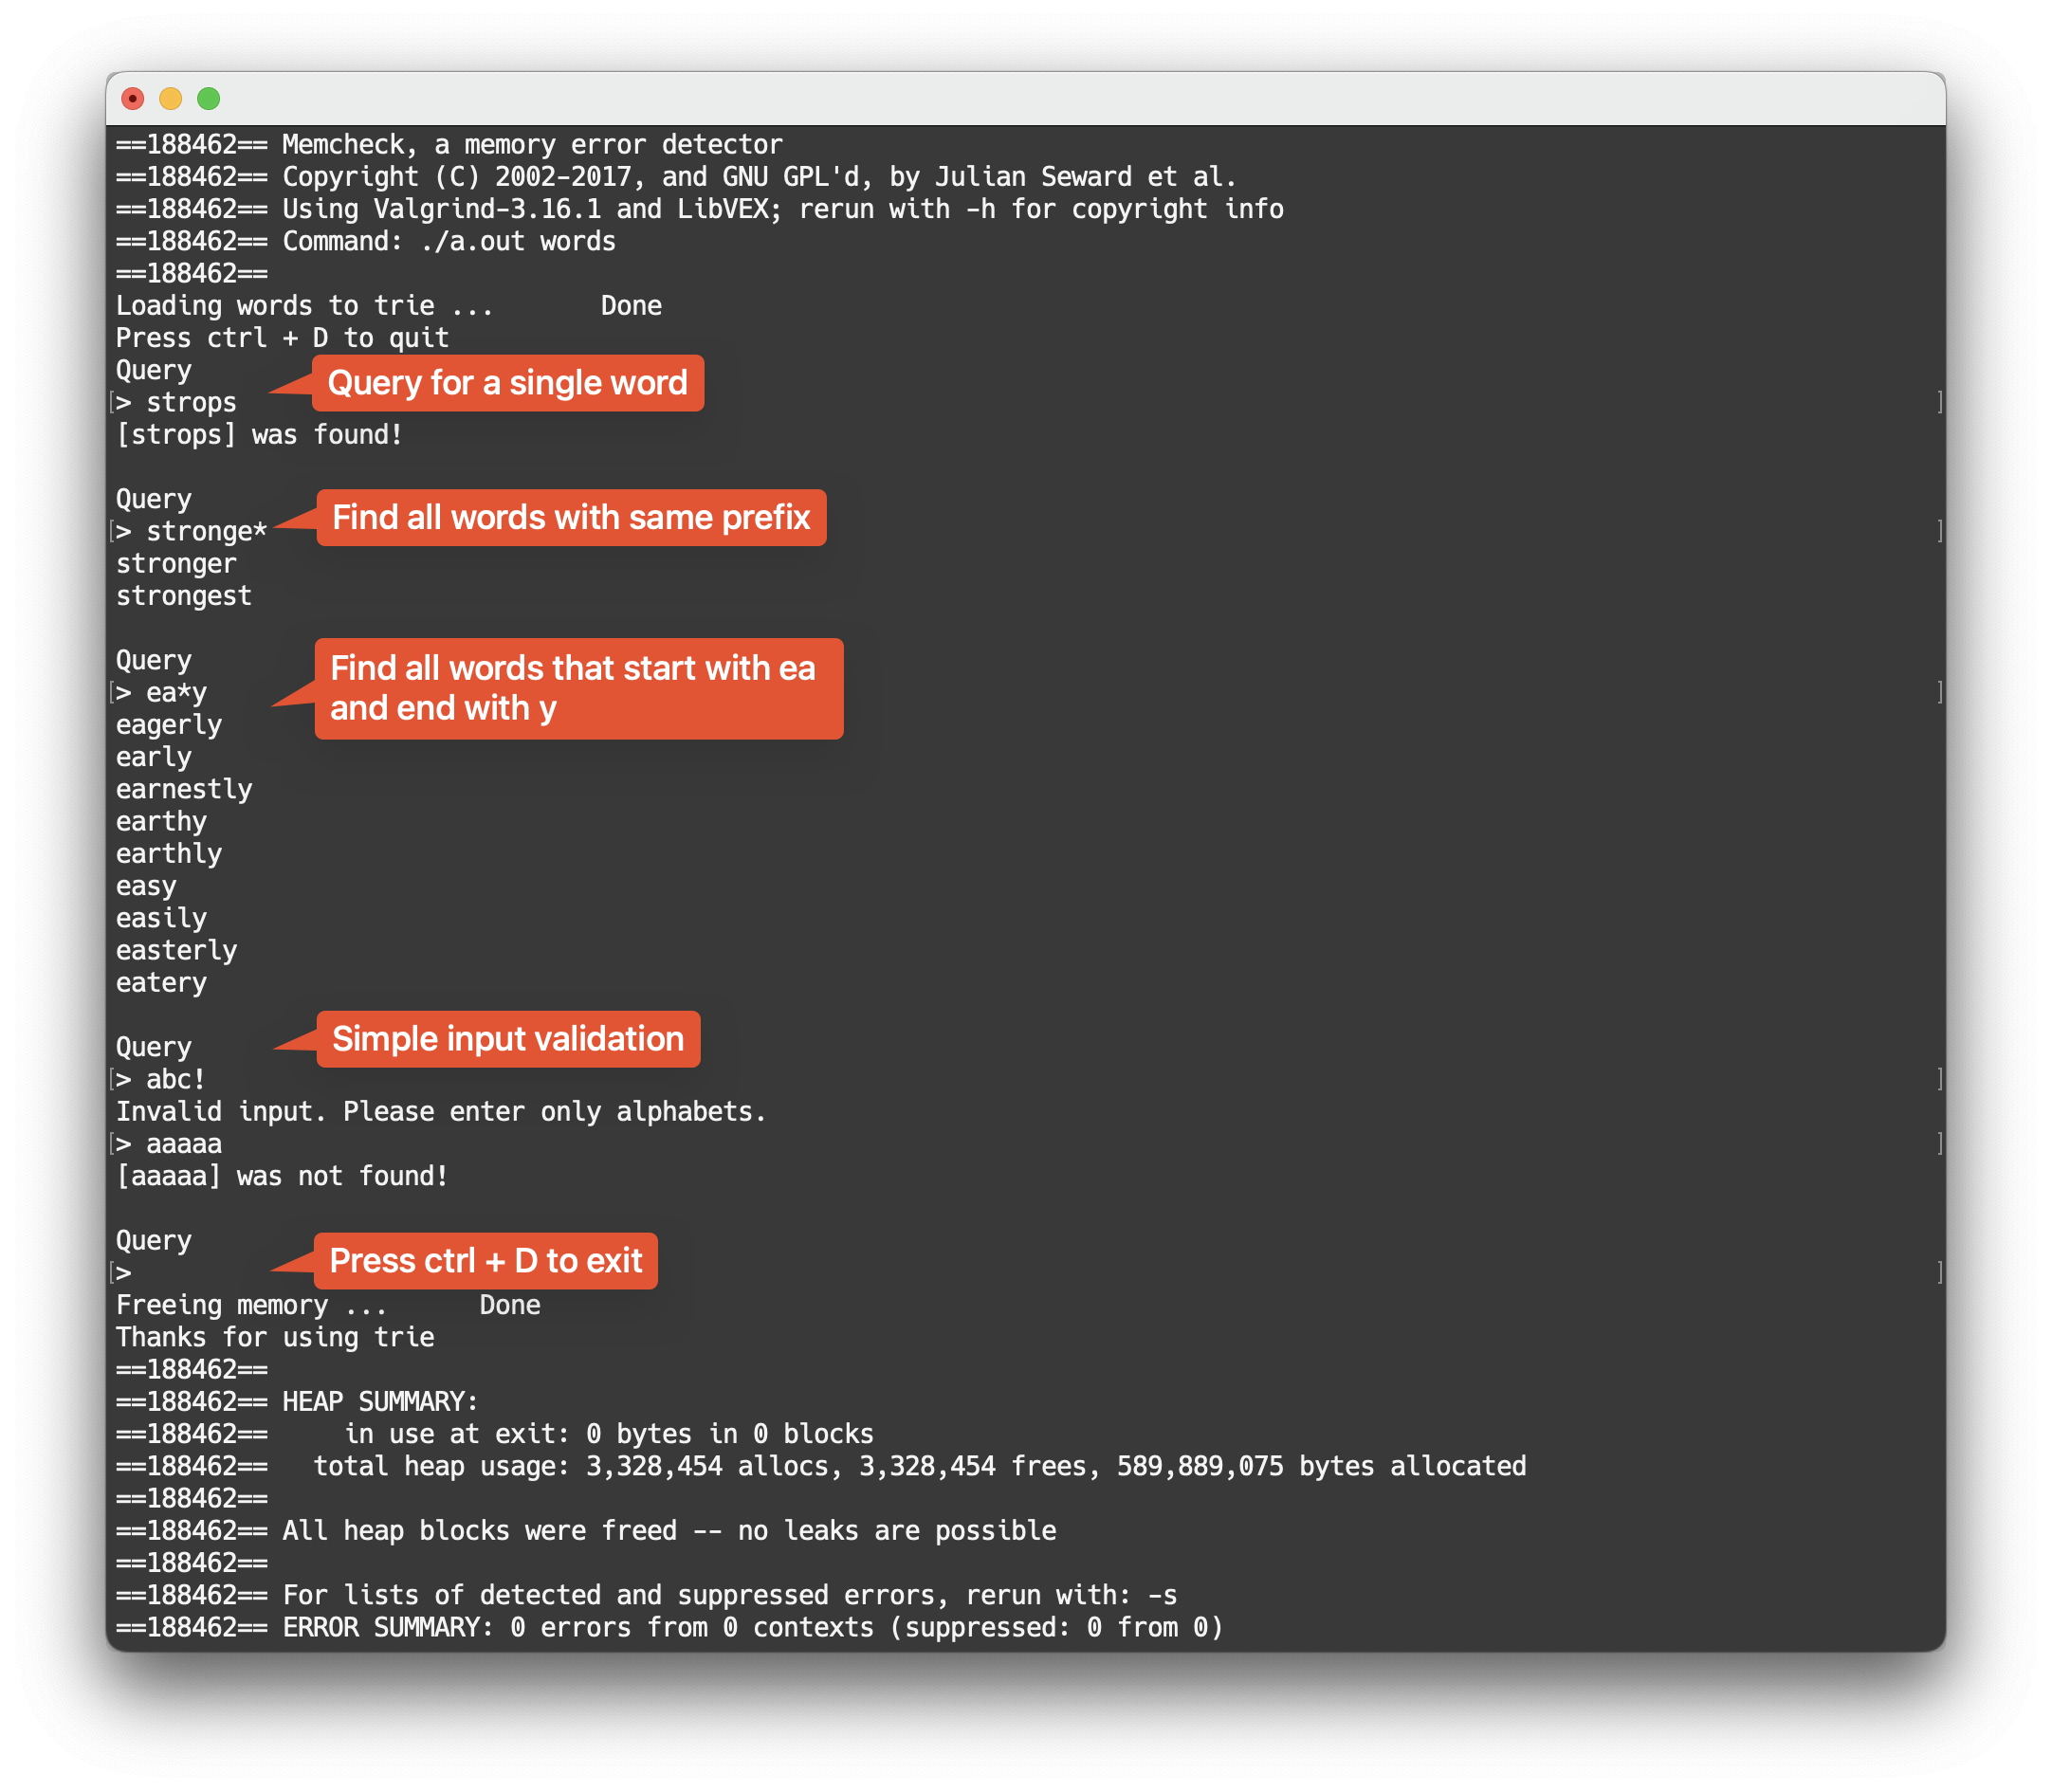 ==188462== Memcheck, a memory error detector
==188462== Copyright (C) 2002-2017, and GNU GPL'd, by Julian Seward et al.
==188462== Using Valgrind-3.16.1 and LibVEX; rerun with -h for copyright info
==188462== Command: ./a.out words
==188462==
Loading words to trie ...       Done
Press ctrl + D to quit
Query
Query for a single word
[> strops ]
[strops] was found!
Query
Find all words with same prefix
[> stronge* ]
stronger
strongest
Query
Find all words that start with ea
and end with y
[> ea*y ]
eagerly
early
earnestly
earthy
earthly
easy
easily
easterly
eatery
Query
Simple input validation
[> abc! ]
Invalid input. Please enter only alphabets.
[> aaaaa ]
[aaaaa] was not found!
Query
Press ctrl + D to exit
[> ]
Freeing memory ...      Done
Thanks for using trie
==188462==
==188462== HEAP SUMMARY:
==188462==     in use at exit: 0 bytes in 0 blocks
==188462==   total heap usage: 3,328,454 allocs, 3,328,454 frees, 589,889,075 bytes allocated
==188462==
==188462== All heap blocks were freed -- no leaks are possible
==188462==
==188462== For lists of detected and suppressed errors, rerun with: -s
==188462== ERROR SUMMARY: 0 errors from 0 contexts (suppressed: 0 from 0)